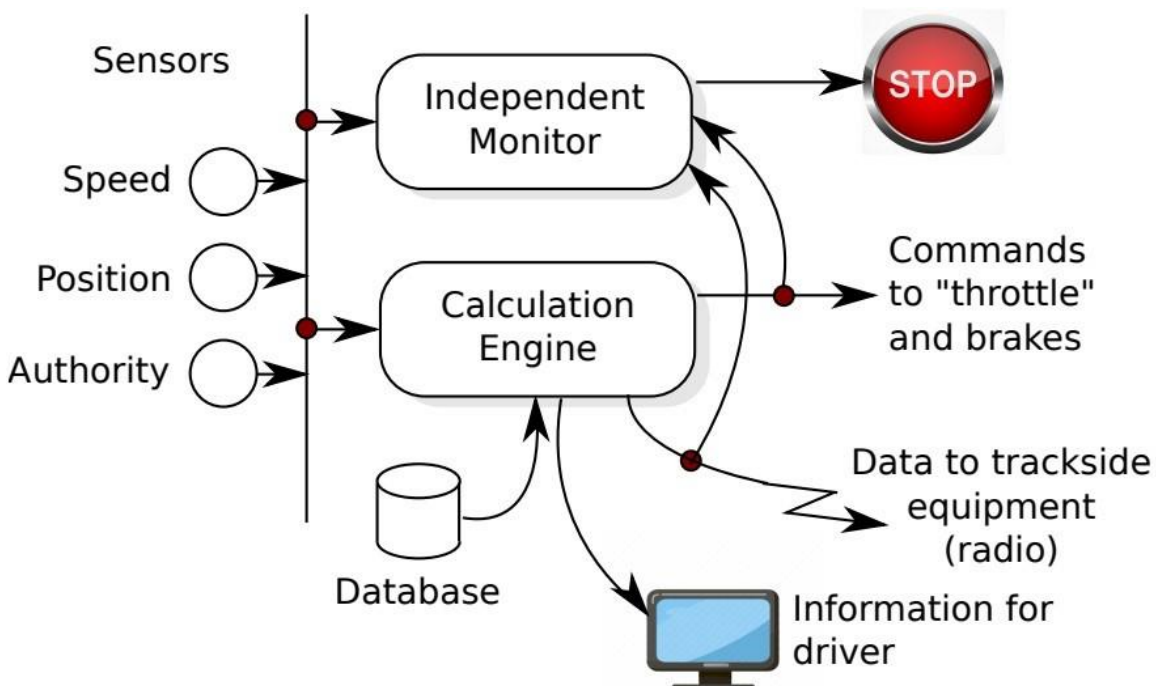 Sensors
Speed
Position
Authority
Independent
Monitor
STOP
Calculation
Engine
Commands
to "throttle"
and brakes
Database
Data to trackside
equipment
(radio)
Information for
driver